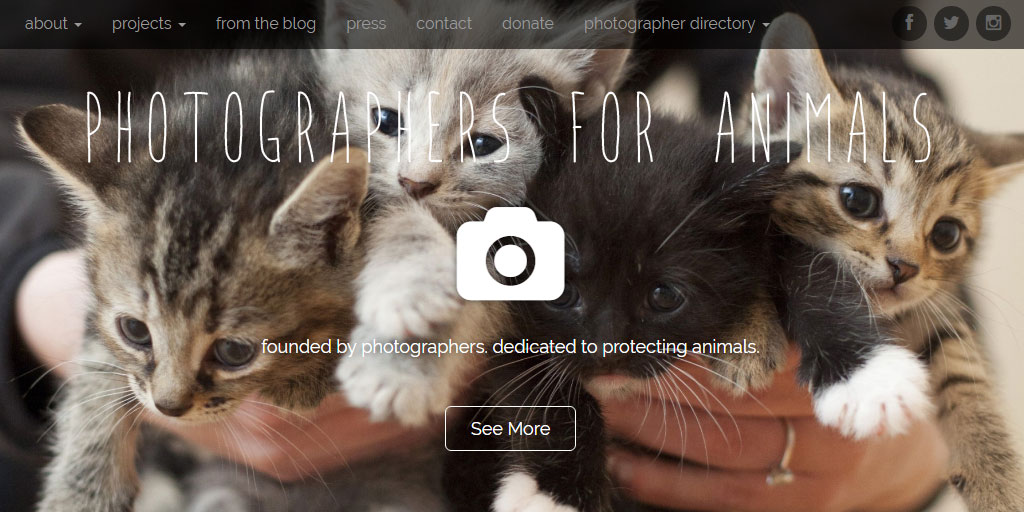 about projects from the blog press contact donate photographer directory
PHOTOGRAPHERS FOR ANIMALS
founded by photographers. dedicated to protecting animals.
See More